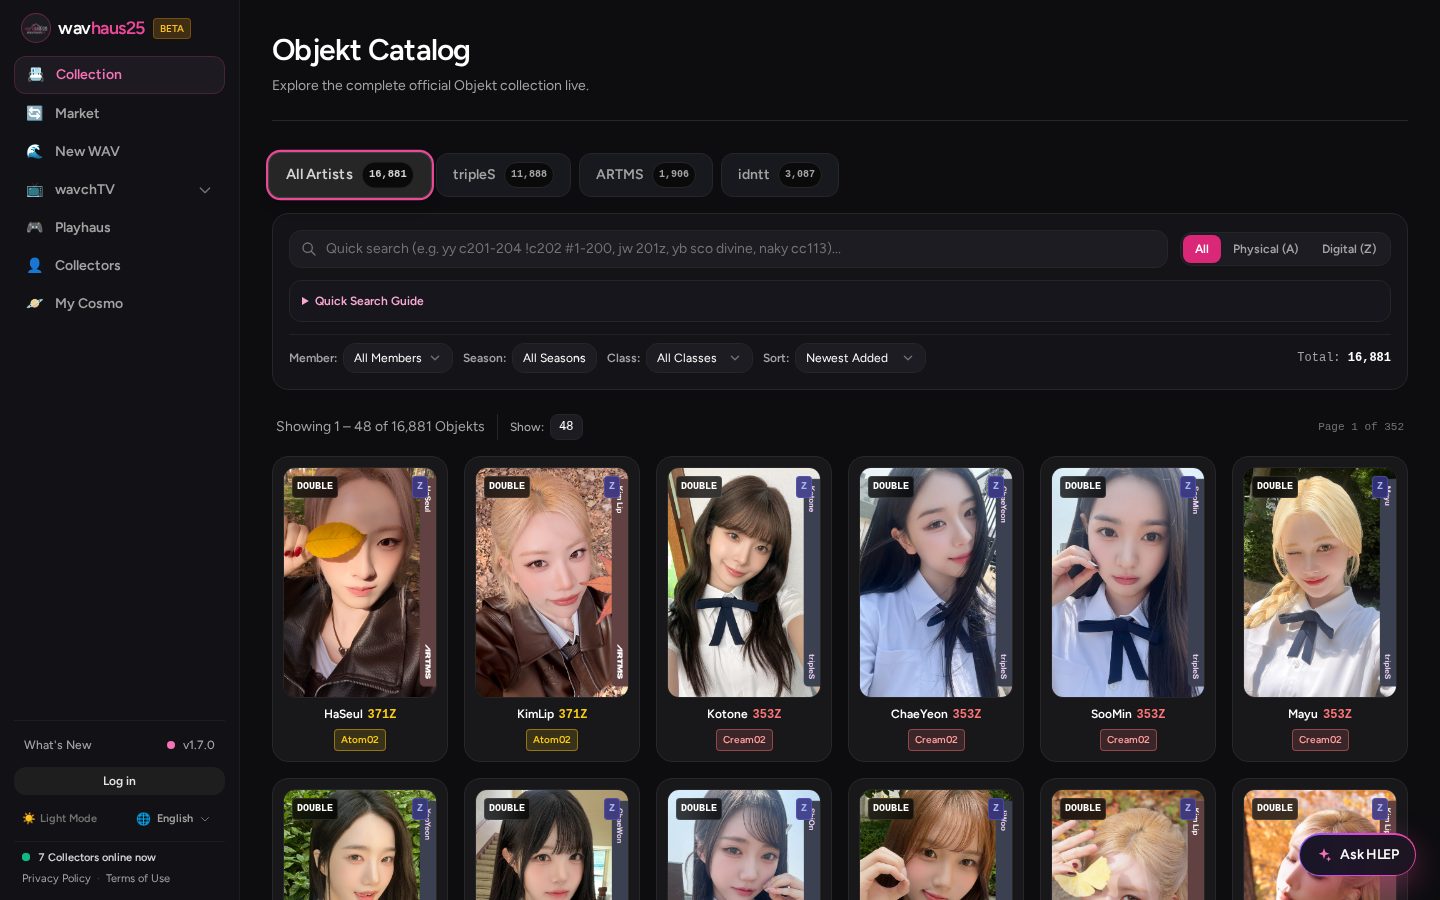 wavhaus25 BETA
Collection
Market
New WAV
wavchTV
Playhaus
Collectors
My Cosmo
What's New v1.7.0
Log in
Light Mode English
7 Collectors online now
Privacy Policy · Terms of Use
Objekt Catalog
Explore the complete official Objekt collection live.
All Artists 16,881 tripleS 11,888 ARTMS 1,906 idntt 3,087
Quick search (e.g. yy c201-204 !c202 #1-200, jw 201z, yb sco divine, naky cc113)...
All Physical (A) Digital (Z)
Quick Search Guide
Member: All Members Season: All Seasons Class: All Classes Sort: Newest Added Total: 16,881
Showing 1 – 48 of 16,881 Objekts Show: 48 Page 1 of 352
DOUBLE Z
ARTMS
HaSeul 371Z
Atom02
DOUBLE Z
ARTMS
KimLip 371Z
Atom02
DOUBLE Z
tripleS
Kotone 353Z
Cream02
DOUBLE Z
tripleS
ChaeYeon 353Z
Cream02
DOUBLE Z
tripleS
SooMin 353Z
Cream02
DOUBLE Z
tripleS
Mayu 353Z
Cream02
DOUBLE Z
DOUBLE Z
DOUBLE Z
DOUBLE Z
DOUBLE Z
DOUBLE Z
Ask HLEP